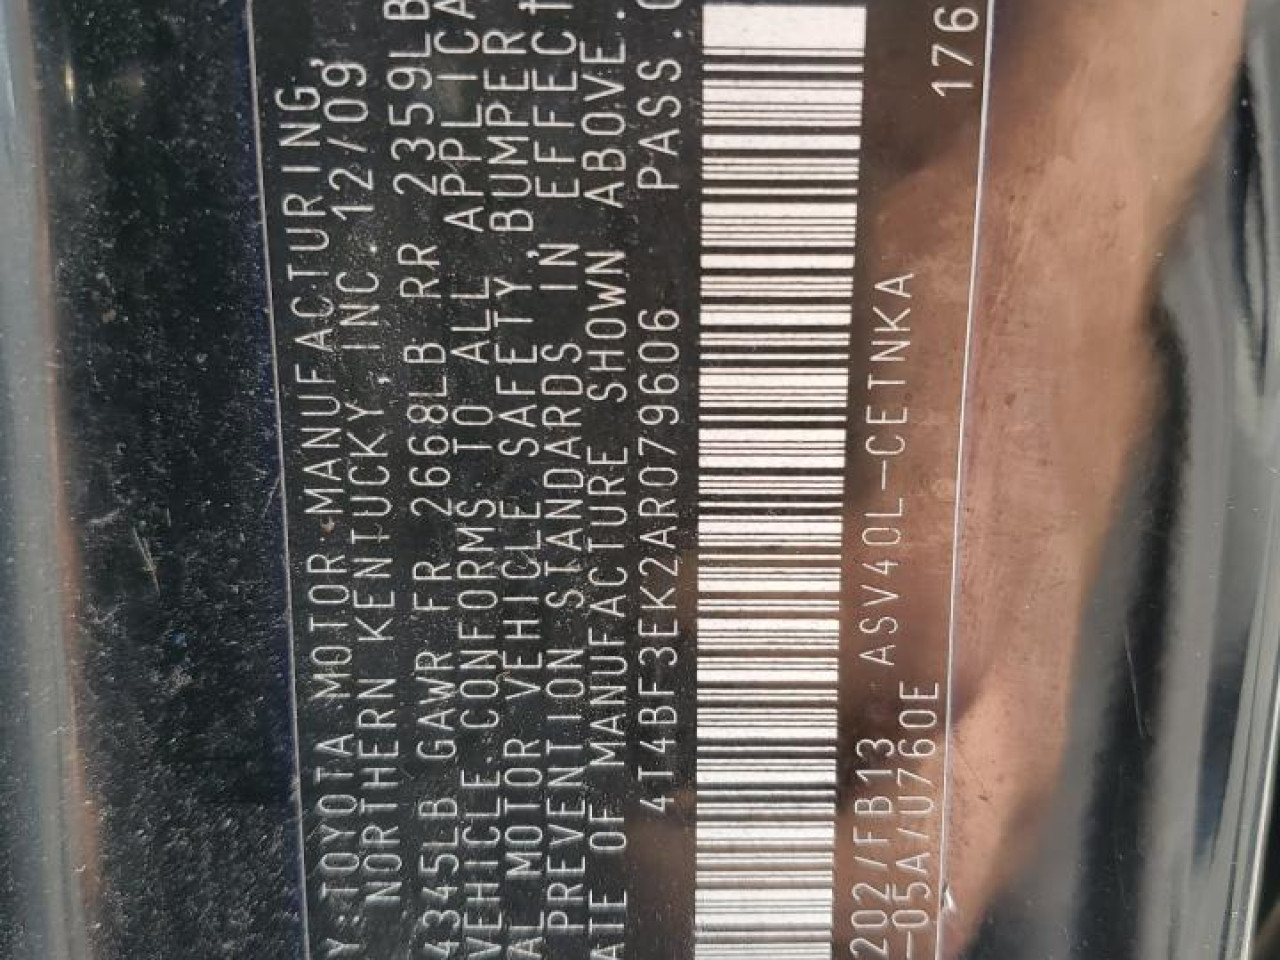 Y:TOYOTA MOTOR MANUFACTURING,
NORTHERN KENTUCKY, INC. 12/09
4345LB GAWR FR 2668LB RR 2359LB
VEHICLE CONFORMS TO ALL APPLICA
AL MOTOR VEHICLE SAFETY, BUMPER
PREVENTION STANDARDS IN EFFECT
ATE OF MANUFACTURE SHOWN ABOVE.
4T4BF3EK2AR079606 PASS.C
202/FB13 ASV40L-CETNKA
-05A/U760E 176